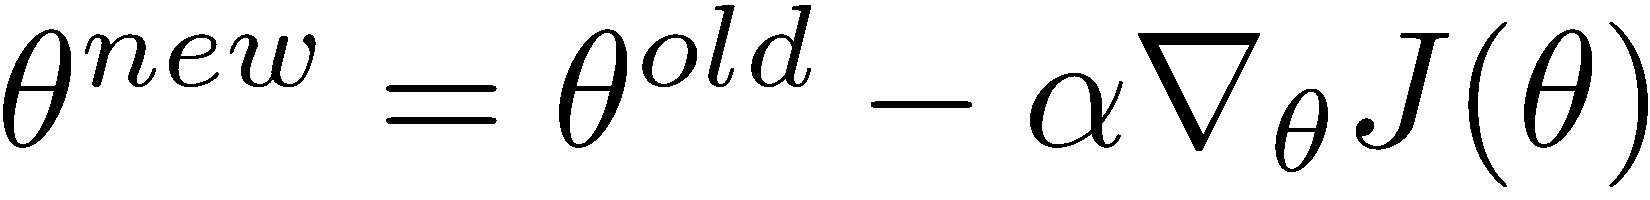 θ^{new} = θ^{old} − α∇_θ J(θ)